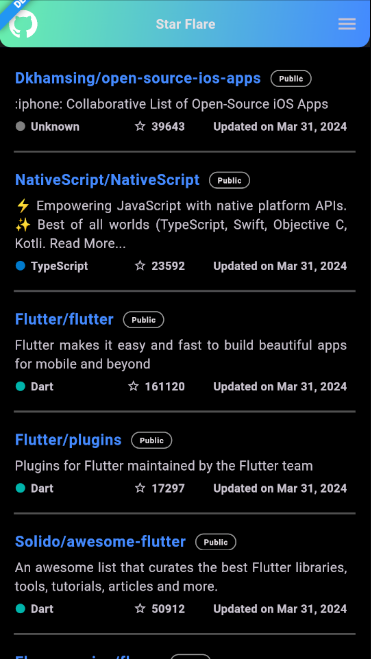 Star Flare
Dkhamsing/open-source-ios-apps Public
:iphone: Collaborative List of Open-Source iOS Apps
Unknown 39643 Updated on Mar 31, 2024
NativeScript/NativeScript Public
⚡ Empowering JavaScript with native platform APIs.
✨ Best of all worlds (TypeScript, Swift, Objective C,
Kotli. Read More...
TypeScript 23592 Updated on Mar 31, 2024
Flutter/flutter Public
Flutter makes it easy and fast to build beautiful apps
for mobile and beyond
Dart 161120 Updated on Mar 31, 2024
Flutter/plugins Public
Plugins for Flutter maintained by the Flutter team
Dart 17297 Updated on Mar 31, 2024
Solido/awesome-flutter Public
An awesome list that curates the best Flutter libraries,
tools, tutorials, articles and more.
Dart 50912 Updated on Mar 31, 2024